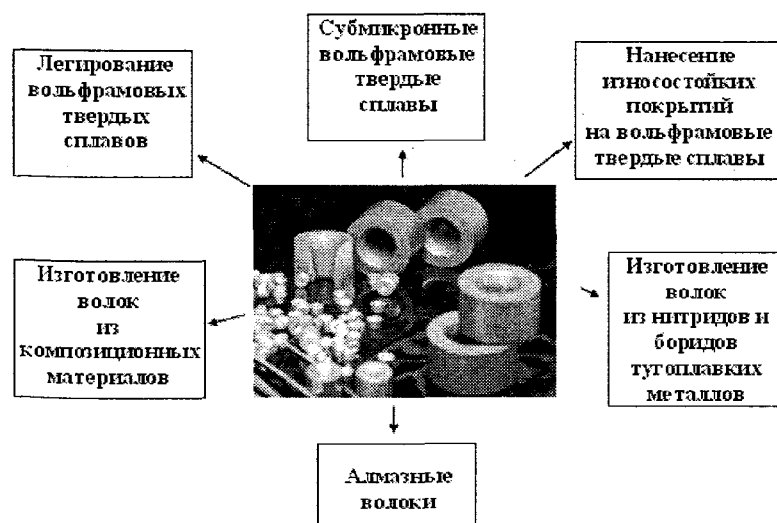 Легирование
вольфрамовых
твердых
сплавов
Субмикронные
вольфрамовые
твердые
сплавы
Нанесение
износостойких
покрытий
на вольфрамовые
твердые сплавы
Изготовление
волок
из
композиционных
материалов
Изготовление
волок
из нитридов и
боридов
тугоплавких
металлов
Алмазные
волоки